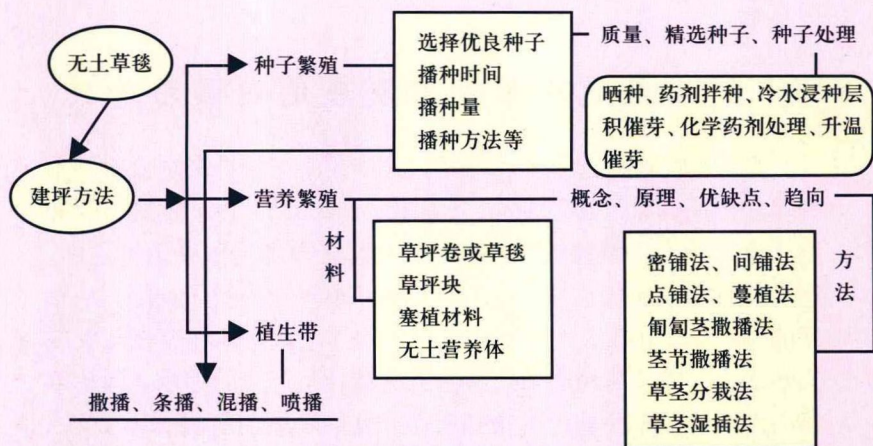 无土草毯
建坪方法
种子繁殖
选择优良种子
播种时间
播种量
播种方法等
质量、精选种子、种子处理
晒种、药剂拌种、冷水浸种层
积催芽、化学药剂处理、升温
催芽
营养繁殖
概念、原理、优缺点、趋向
材料
草坪卷或草毯
草坪块
塞植材料
无土营养体
方法
密铺法、间铺法
点铺法、蔓植法
匍匐茎撒播法
茎节撒播法
草茎分栽法
草茎湿插法
植生带
撒播、条播、混播、喷播